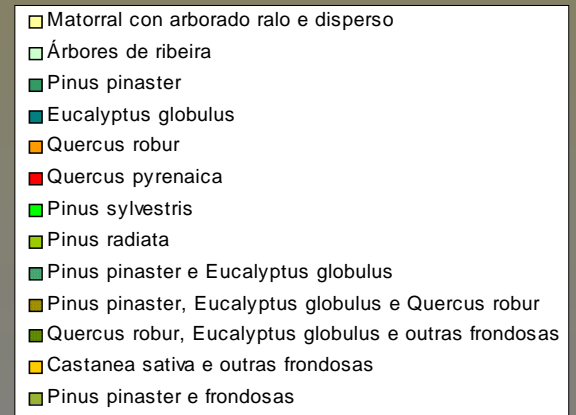 Matorral con arborado ralo e disperso
Árbores de ribeira
Pinus pinaster
Eucalyptus globulus
Quercus robur
Quercus pyrenaica
Pinus sylvestris
Pinus radiata
Pinus pinaster e Eucalyptus globulus
Pinus pinaster, Eucalyptus globulus e Quercus robur
Quercus robur, Eucalyptus globulus e outras frondosas
Castanea sativa e outras frondosas
Pinus pinaster e frondosas